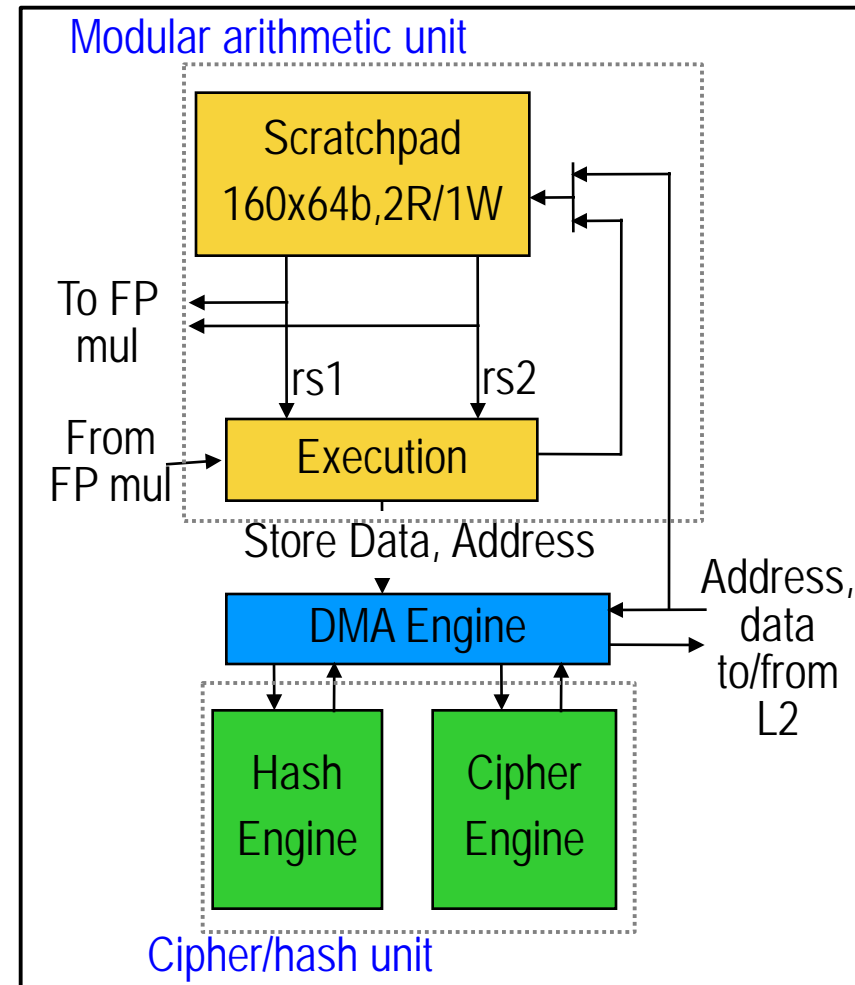 Modular arithmetic unit
Scratchpad
160x64b,2R/1W
To FP
mul
rs1
rs2
From
FP mul
Execution
Store Data, Address
DMA Engine
Address,
data
to/from
L2
Hash
Engine
Cipher
Engine
Cipher/hash unit